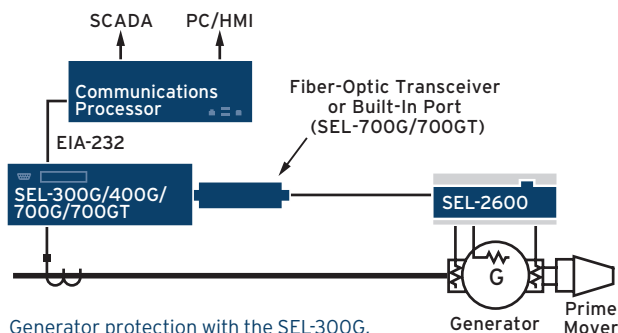 SCADA
PC/HMI
Communications
Processor
Fiber-Optic Transceiver
or Built-In Port
(SEL-700G/700GT)
EIA-232
SEL-300G/400G/
700G/700GT
SEL-2600
G
Generator
Prime
Mover
Generator protection with the SEL-300G,